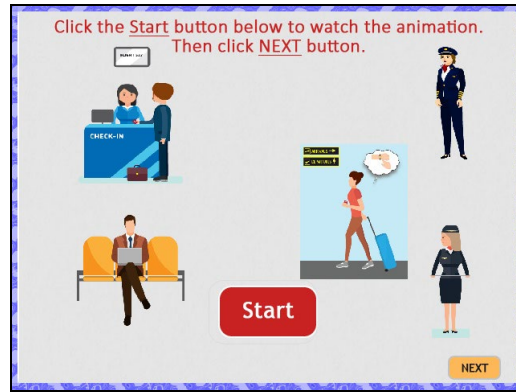 Click the Start button below to watch the animation.
Then click NEXT button.
CHECK-IN
Start
NEXT